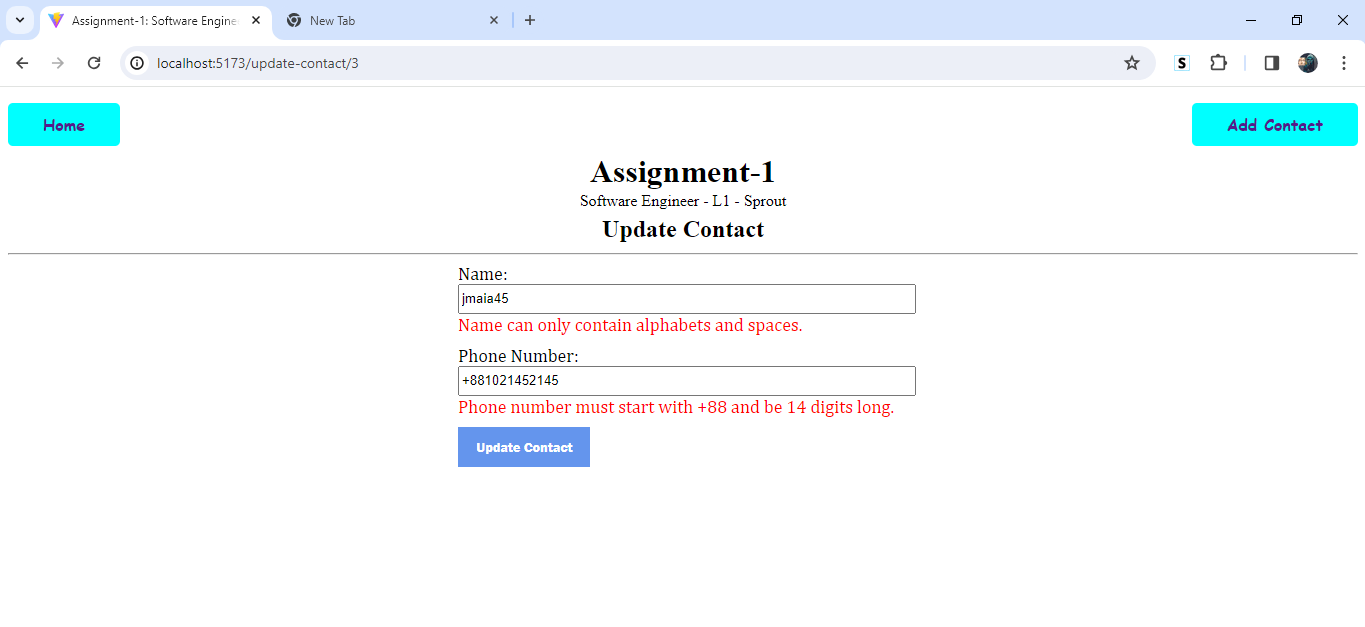 Assignment-1: Software Engine
New Tab
localhost:5173/update-contact/3
S
Home
Add Contact
Assignment-1
Software Engineer - L1 - Sprout
Update Contact
Name:
jmaia45
Name can only contain alphabets and spaces.
Phone Number:
+881021452145
Phone number must start with +88 and be 14 digits long.
Update Contact